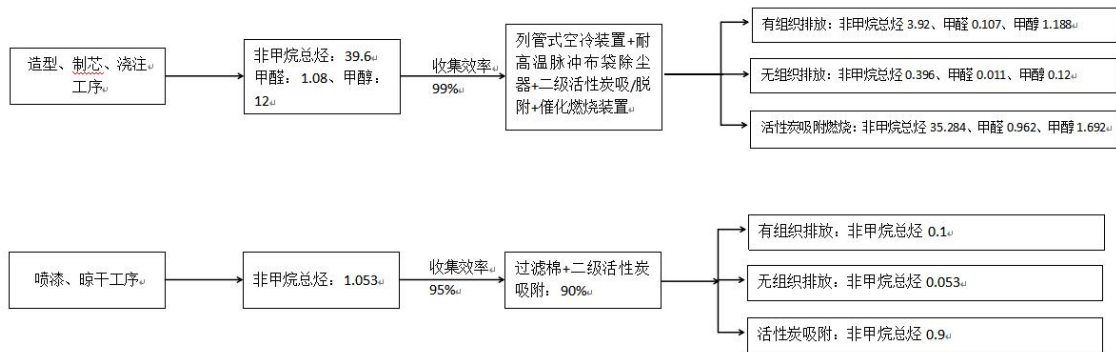 造型、制芯、浇注
工序
非甲烷总烃：39.6
甲醛：1.08、甲醇：
12
收集效率
99%
列管式空冷装置+耐
高温脉冲布袋除尘
器+二级活性炭吸/脱
附+催化燃烧装置
有组织排放：非甲烷总烃 3.92、甲醛 0.107、甲醇 1.188
无组织排放：非甲烷总烃 0.396、甲醛 0.011、甲醇 0.12
活性炭吸附燃烧：非甲烷总烃 35.284、甲醛 0.962、甲醇 1.692
喷漆、晾干工序
非甲烷总烃：1.053
收集效率
95%
过滤棉+二级活性炭
吸附：90%
有组织排放：非甲烷总烃 0.1
无组织排放：非甲烷总烃 0.053
活性炭吸附：非甲烷总烃 0.9